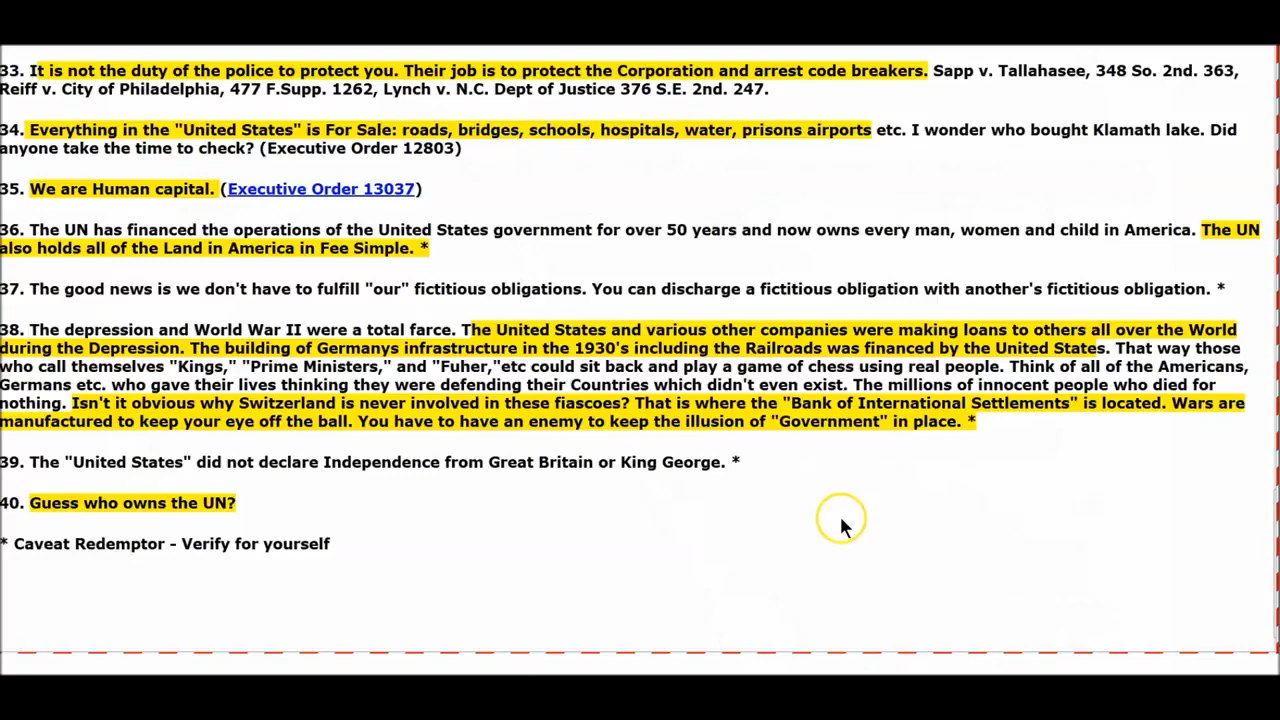 33. It is not the duty of the police to protect you. Their job is to protect the Corporation and arrest code breakers. Sapp v. Tallahasee, 348 So. 2nd. 363,
Reiff v. City of Philadelphia, 477 F.Supp. 1262, Lynch v. N.C. Dept of Justice 376 S.E. 2nd. 247.
34. Everything in the "United States" is For Sale: roads, bridges, schools, hospitals, water, prisons airports etc. I wonder who bought Klamath lake. Did
anyone take the time to check? (Executive Order 12803)
35. We are Human capital. (Executive Order 13037)
36. The UN has financed the operations of the United States government for over 50 years and now owns every man, women and child in America. The UN
also holds all of the Land in America in Fee Simple. *
37. The good news is we don't have to fulfill "our" fictitious obligations. You can discharge a fictitious obligation with another's fictitious obligation. *
38. The depression and World War II were a total farce. The United States and various other companies were making loans to others all over the World
during the Depression. The building of Germanys infrastructure in the 1930's including the Railroads was financed by the United States. That way those
who call themselves "Kings," "Prime Ministers," and "Fuher,"etc could sit back and play a game of chess using real people. Think of all of the Americans,
Germans etc. who gave their lives thinking they were defending their Countries which didn't even exist. The millions of innocent people who died for
nothing. Isn't it obvious why Switzerland is never involved in these fiascoes? That is where the "Bank of International Settlements" is located. Wars are
manufactured to keep your eye off the ball. You have to have an enemy to keep the illusion of "Government" in place. *
39. The "United States" did not declare Independence from Great Britain or King George. *
40. Guess who owns the UN?
* Caveat Redemptor - Verify for yourself